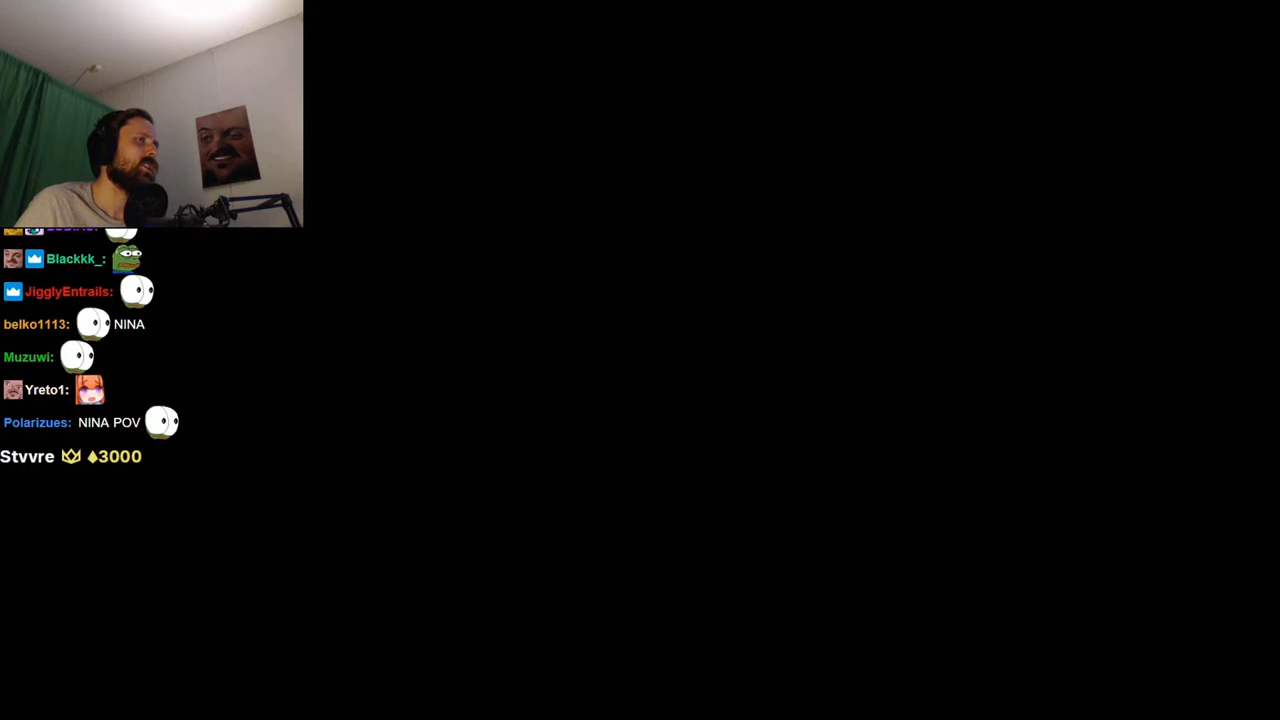 Blackkk_:
JigglyEntrails:
belko1113: NINA
Muzuwi:
Yreto1:
Polarizues: NINA POV
Stvvre 3000